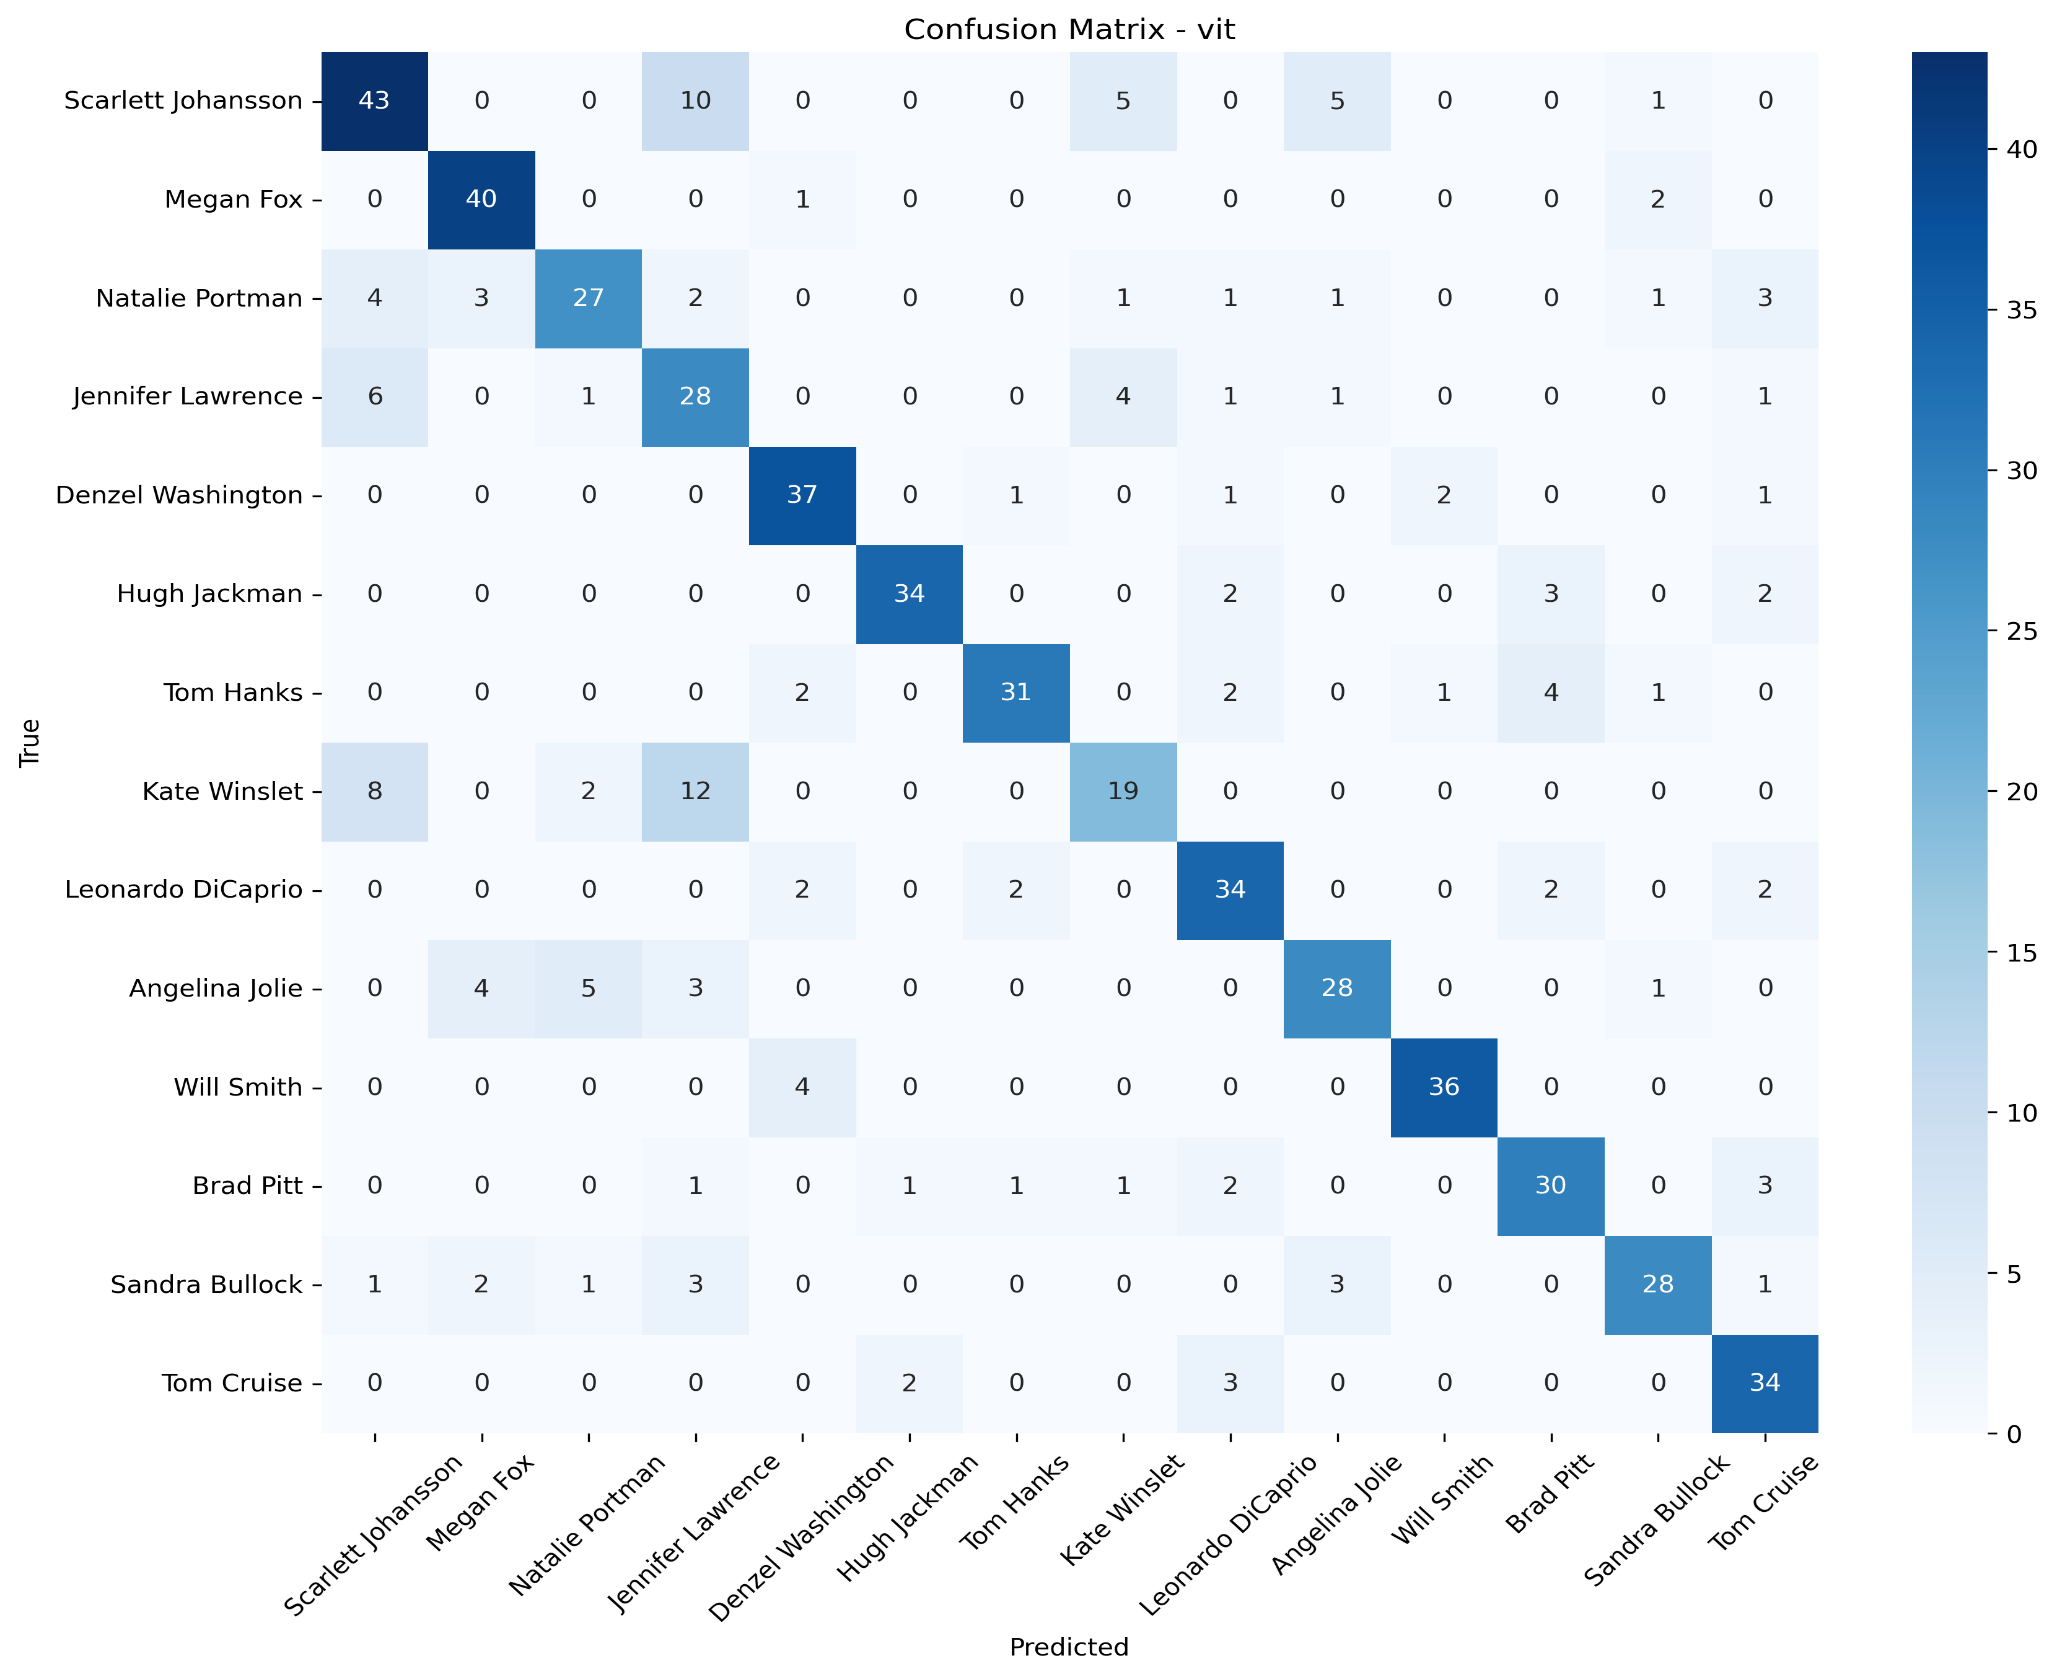 Confusion Matrix - vit
Scarlett Johansson 43 0 0 10 0 0 0 5 0 5 0 0 1 0
Megan Fox 0 40 0 0 1 0 0 0 0 0 0 0 2 0
Natalie Portman 4 3 27 2 0 0 0 1 1 1 0 0 1 3
Jennifer Lawrence 6 0 1 28 0 0 0 4 1 1 0 0 0 1
Denzel Washington 0 0 0 0 37 0 1 0 1 0 2 0 0 1
Hugh Jackman 0 0 0 0 0 34 0 0 2 0 0 3 0 2
Tom Hanks 0 0 0 0 2 0 31 0 2 0 1 4 1 0
Kate Winslet 8 0 2 12 0 0 0 19 0 0 0 0 0 0
Leonardo DiCaprio 0 0 0 0 2 0 2 0 34 0 0 2 0 2
Angelina Jolie 0 4 5 3 0 0 0 0 0 28 0 0 1 0
Will Smith 0 0 0 0 4 0 0 0 0 0 36 0 0 0
Brad Pitt 0 0 0 1 0 1 1 1 2 0 0 30 0 3
Sandra Bullock 1 2 1 3 0 0 0 0 0 3 0 0 28 1
Tom Cruise 0 0 0 0 0 2 0 0 3 0 0 0 0 34
True
Scarlett Johansson
Megan Fox
Natalie Portman
Jennifer Lawrence
Denzel Washington
Hugh Jackman
Tom Hanks
Kate Winslet
Leonardo DiCaprio
Angelina Jolie
Will Smith
Brad Pitt
Sandra Bullock
Tom Cruise
Predicted
40
35
30
25
20
15
10
5
0